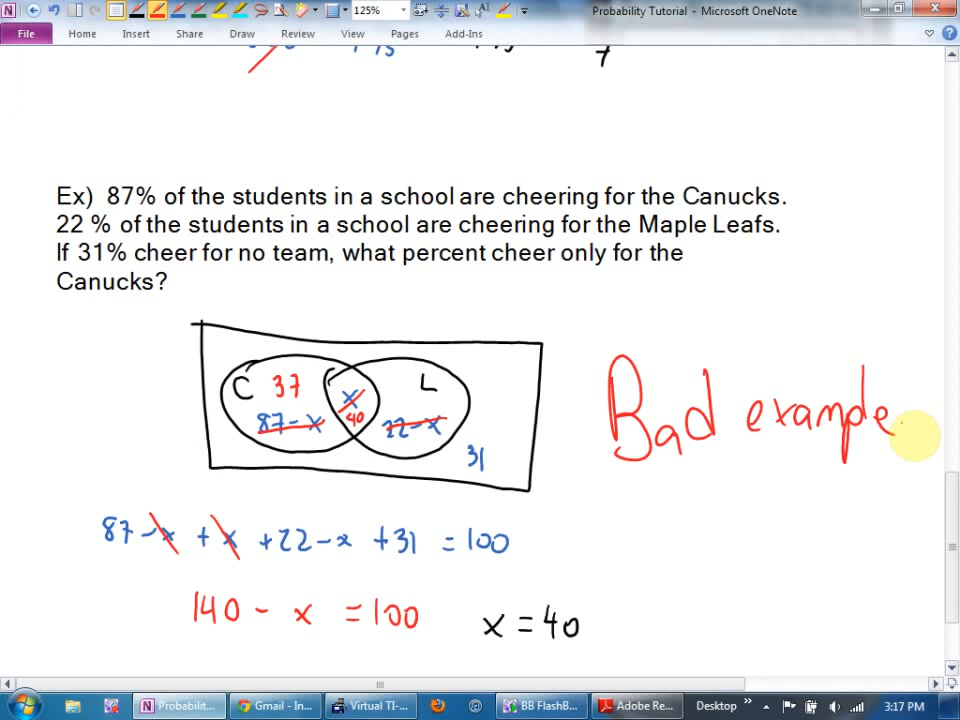 125%
Probability Tutorial - Microsoft OneNote
File Home Insert Share Draw Review View Pages Add-Ins
7
Ex) 87% of the students in a school are cheering for the Canucks.
22 % of the students in a school are cheering for the Maple Leafs.
If 31% cheer for no team, what percent cheer only for the
Canucks?
C 37 L
x
87 - x 40 22 - x
31
Bad example
87 - x + x + 22 - x + 31 = 100
140 - x = 100 x = 40
Probabilit... Gmail - In... Virtual TI-... BB FlashB... Adobe Re... Desktop » 3:17 PM